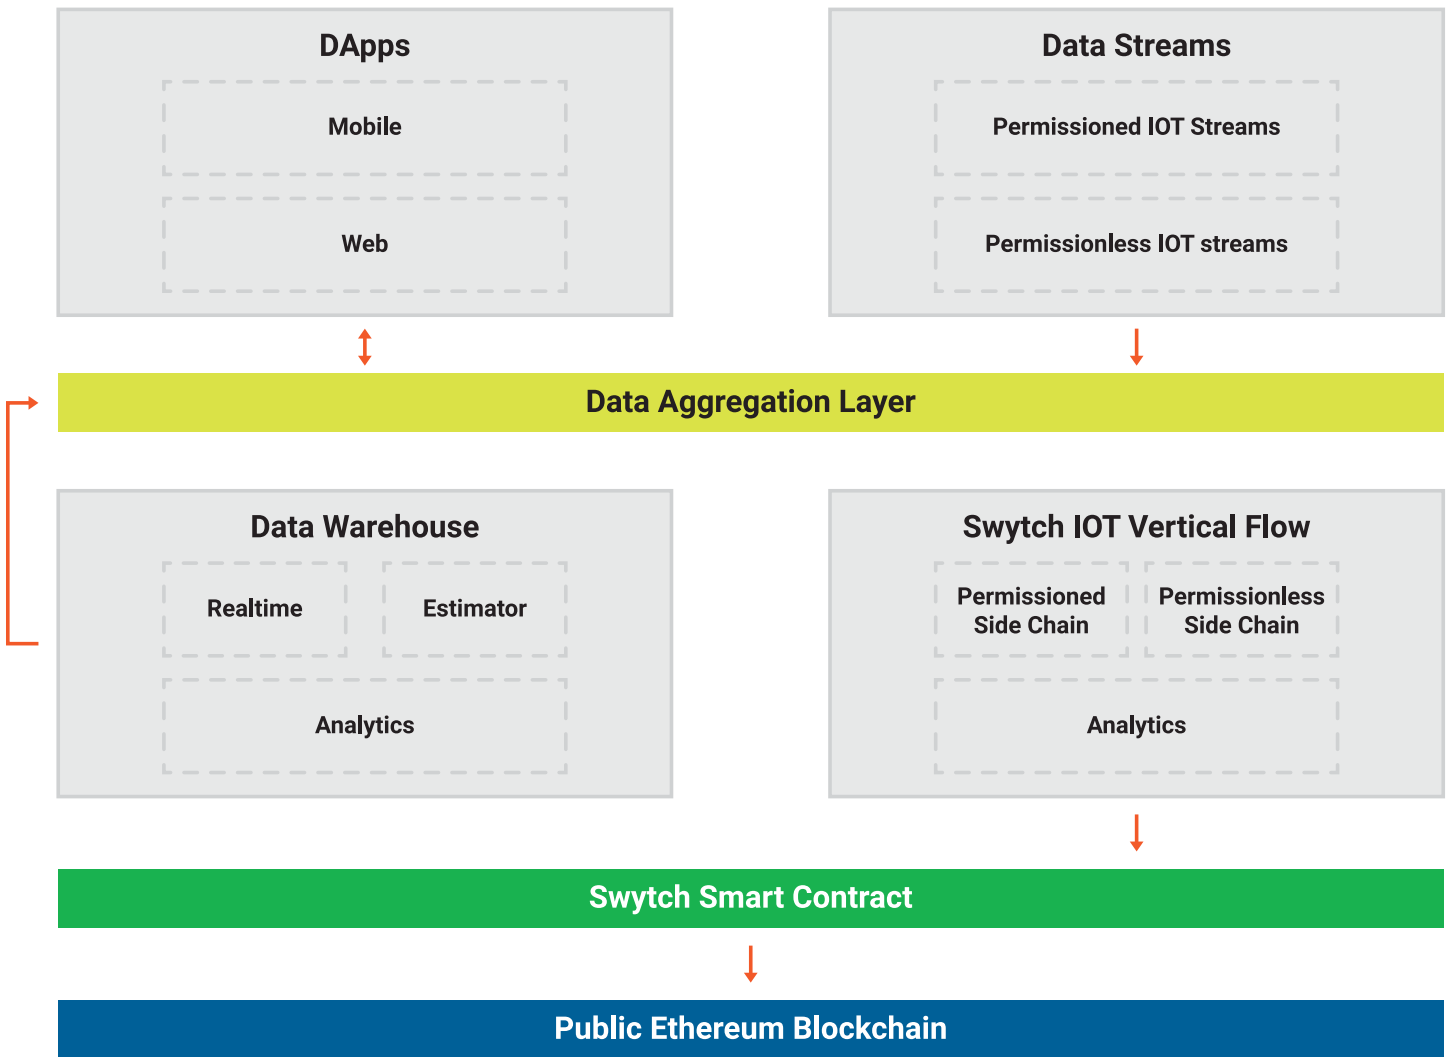 DApps
Mobile
Web
Data Streams
Permissioned IOT Streams
Permissionless IOT streams
Data Aggregation Layer
Data Warehouse
Realtime
Estimator
Analytics
Swytch IOT Vertical Flow
Permissioned
Side Chain
Permissionless
Side Chain
Analytics
Swytch Smart Contract
Public Ethereum Blockchain